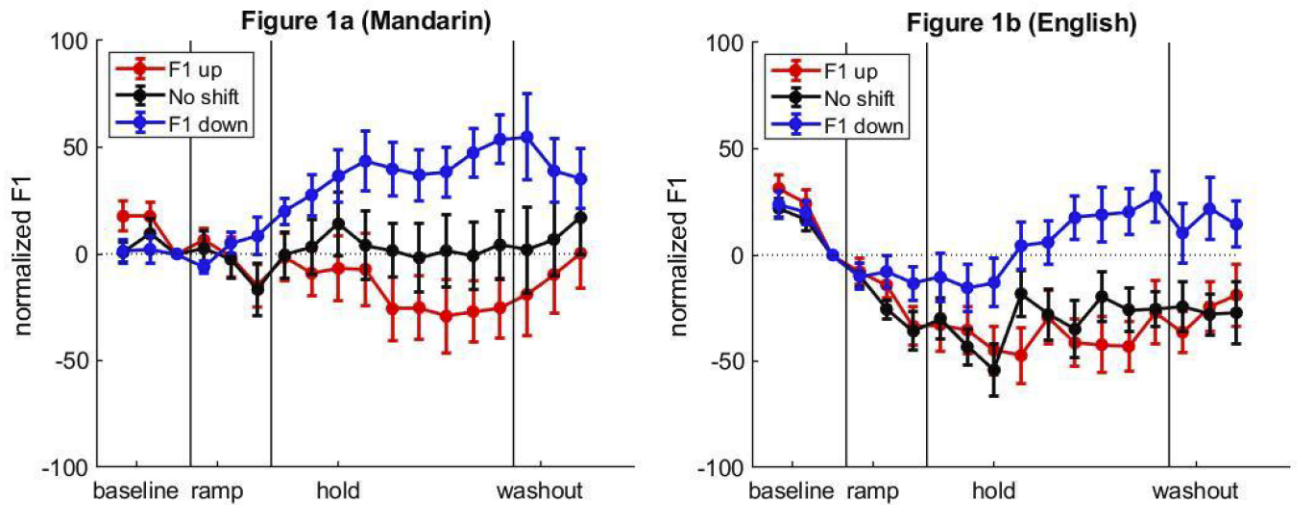 Figure 1a (Mandarin)
normalized F1
100
50
0
-50
-100
F1 up
No shift
F1 down
baseline ramp hold washout
Figure 1b (English)
normalized F1
100
50
0
-50
-100
F1 up
No shift
F1 down
baseline ramp hold washout